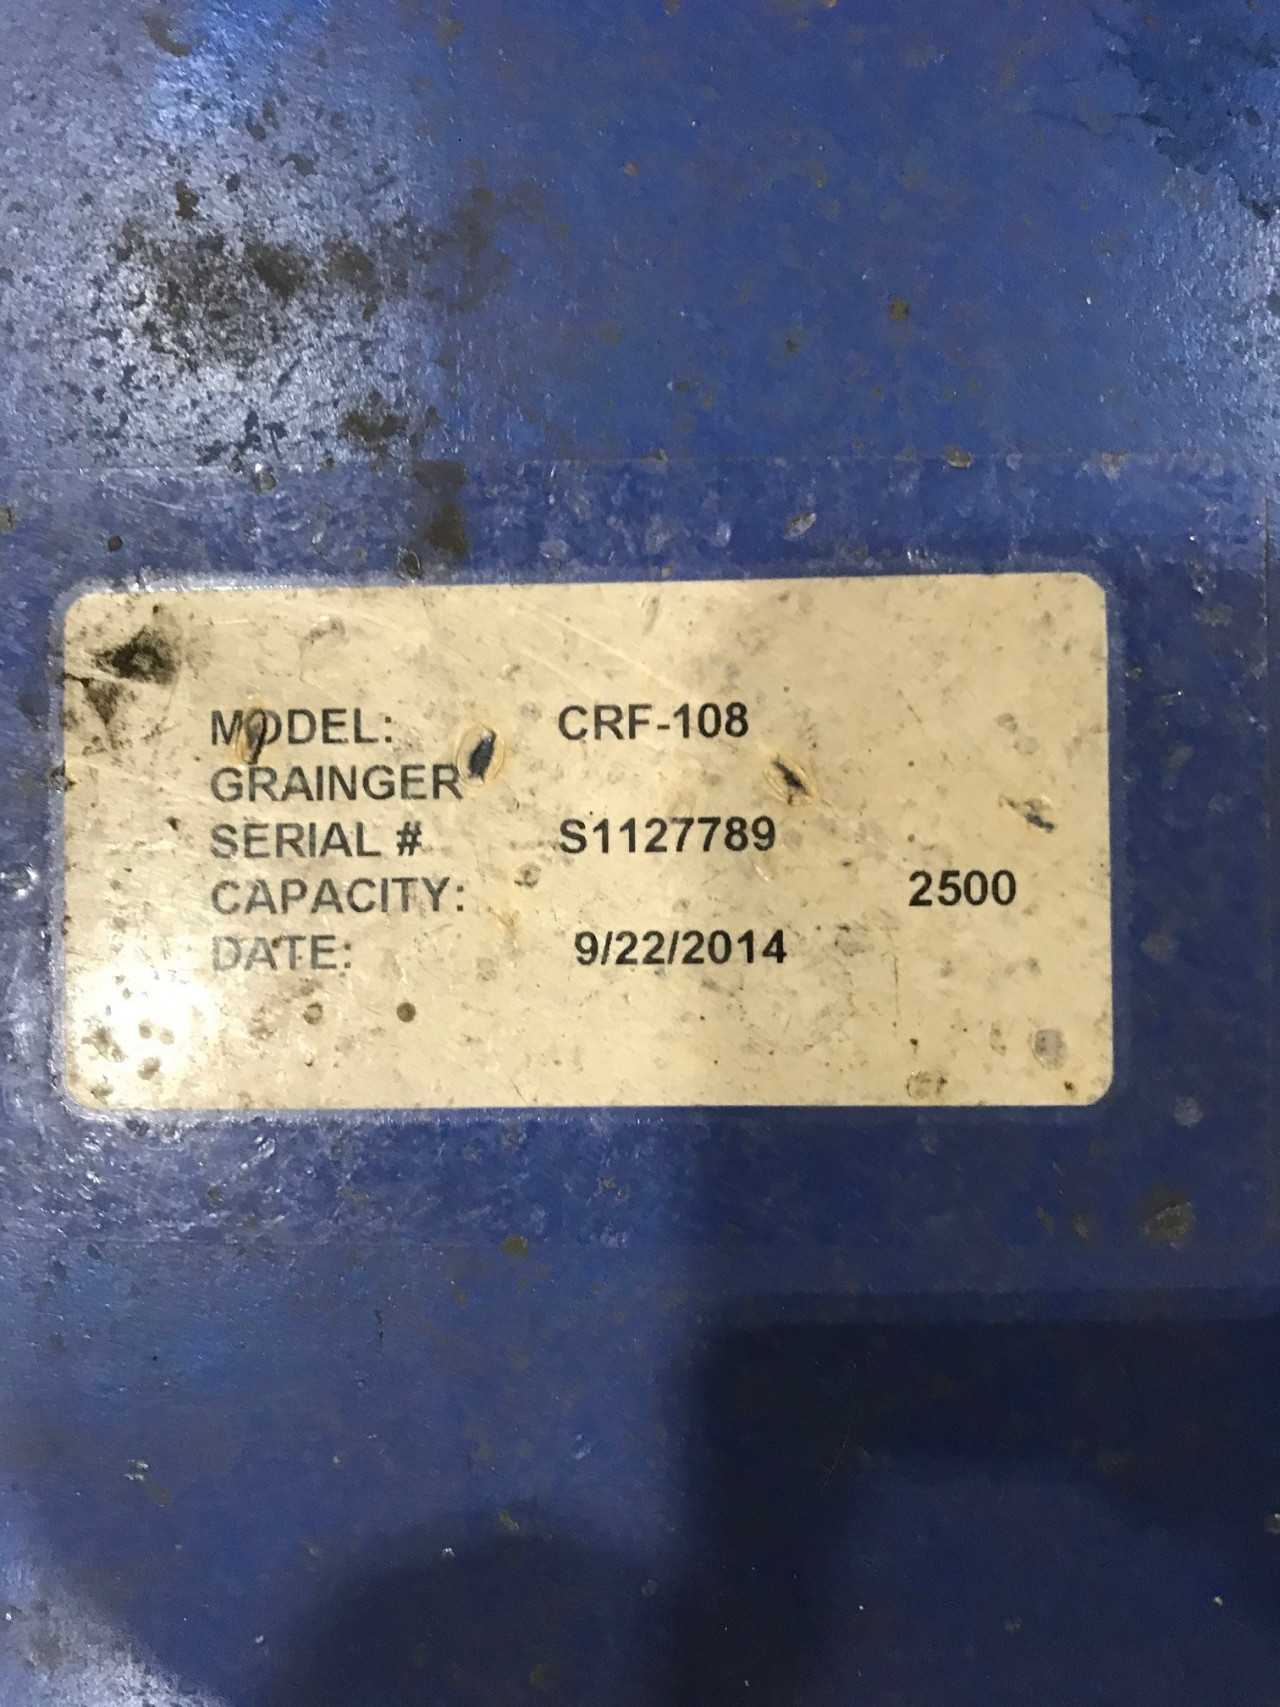 MODEL: CRF-108
GRAINGER
SERIAL # S1127789
CAPACITY: 2500
DATE: 9/22/2014